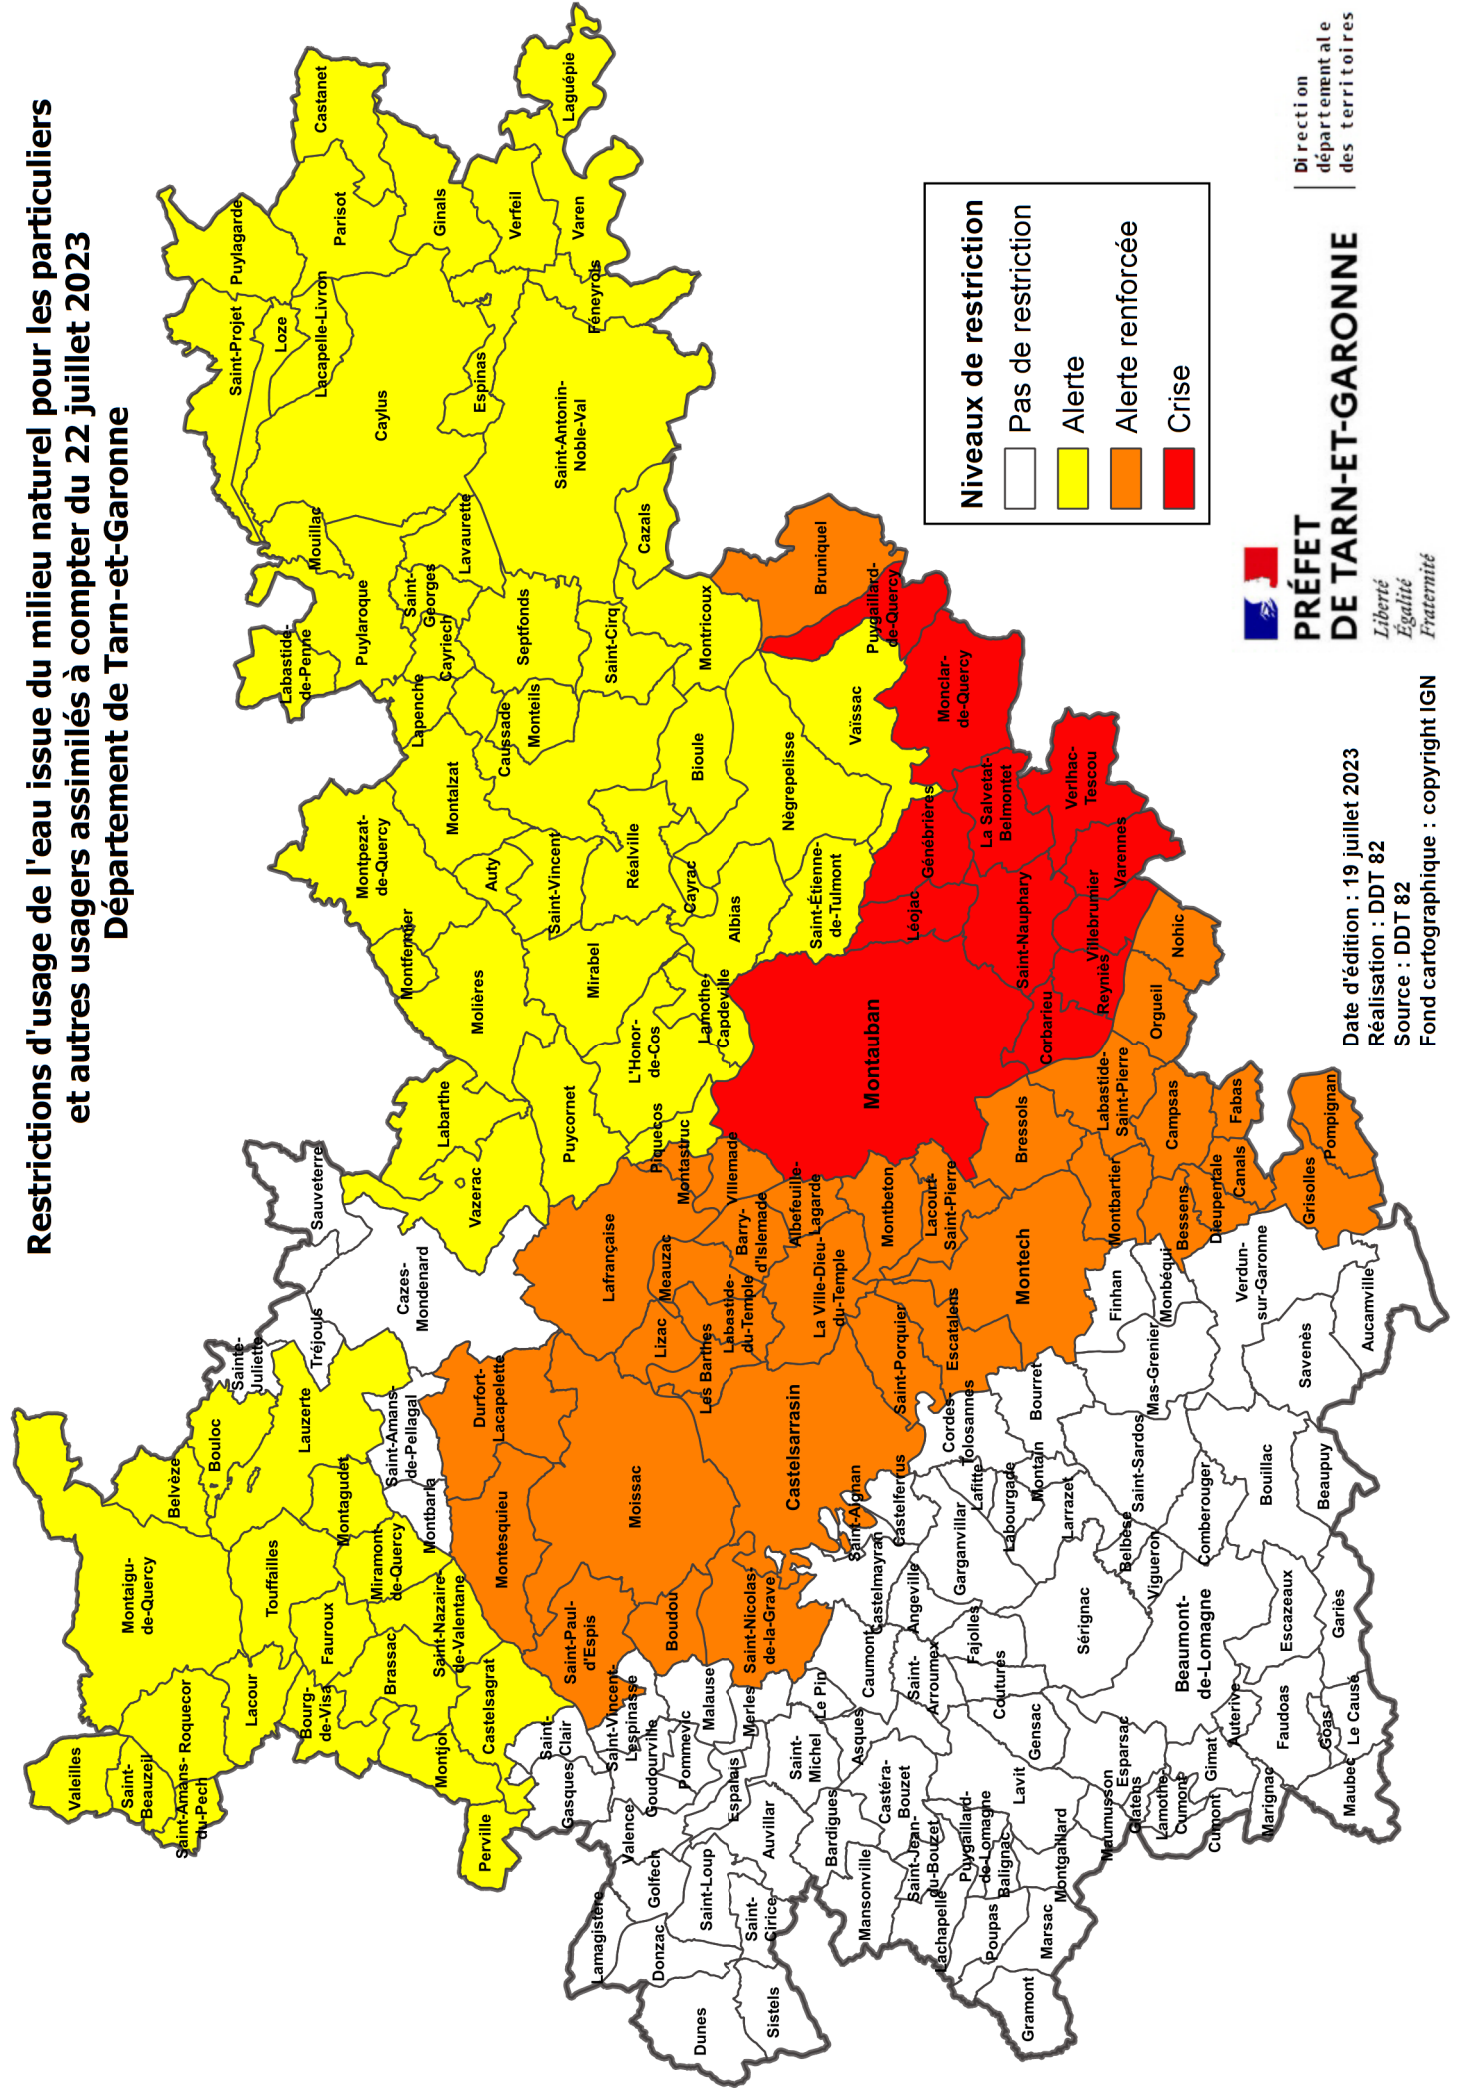 Restrictions d'usage de l'eau issue du milieu naturel pour les particuliers
et autres usagers assimilés à compter du 22 juillet 2023
Département de Tarn-et-Garonne
Castanet
Laguépie
Puylagarde
Parisot
Ginals
Verfeil
Varen
Féneyrols
Saint-Projet
Loze
Lacapelle-Livron
Caylus
Espinas
Saint-Antonin-
Noble-Val
Mouillac
Lavaurette
Cazals
Labastide-
de-Penne
Puylaroque
Saint-
Georges
Cayriech
Septfonds
Saint-Cirq
Montricoux
Bruniquel
Puygaillard-
de-Quercy
Lapenche
Caussade
Monteils
Bioule
Vaïssac
Monclar-
de-Quercy
Montpezat-
de-Quercy
Montalzat
Auty
Saint-Vincent
Réalville
Cayrac
Nègrepelisse
Albias
Saint-Étienne-
de-Tulmont
Génébrières
La Salvetat-
Belmontet
Verlhac-
Tescou
Varennes
Montfermier
Molières
Mirabel
Léojac
Saint-Nauphary
Villebrumier
Nohic
L'Honor-
de-Cos
Lamothe-
Capdeville
Montauban
Corbarieu
Reyniès
Orgueil
Labarthe
Vazerac
Puycornet
Piquecos
Montastruc
Villemade
Bressols
Labastide-
Saint-Pierre
Campsas
Fabas
Pompignan
Sauveterre
Lafrançaise
Meauzac
Barry-
d'Islemade
Albefeuille-
Lagarde
Montbeton
Lacourt-
Saint-Pierre
Montbartier
Bessens
Dieupentale
Canals
Grisolles
Cazes-
Mondenard
Tréjouls
Sainte-
Juliette
Lizac
Les Barthes
Labastide-
du-Temple
La Ville-Dieu-
du-Temple
Saint-Porquier
Escatalens
Montech
Finhan
Monbéqui
Verdun-
sur-Garonne
Aucamville
Savenès
Mas-Grenier
Bourret
Cordes-
Tolosannes
Lauzerte
Bouloc
Belvèze
Saint-Amans-
de-Pellagal
Durfort-
Lacapelette
Moissac
Castelsarrasin
Montagudet
Montbarla
Montesquieu
Miramont-
de-Quercy
Touffailles
Montaigu-
de-Quercy
Fauroux
Saint-Nazaire-
de-Valentane
Brassac
Saint-Paul-
d'Espis
Boudou
Saint-Nicolas-
de-la-Grave
Saint-Aignan
Castelferrus
Castelmayran
Angeville
Garganvillar
Lafitte
Labourgade
Montaïn
Larrazet
Saint-Sardos
Belbèse
Vigueron
Comberouger
Bouillac
Beaupuy
Escazeaux
Gariès
Beaumont-
de-Lomagne
Sérignac
Fajolles
Coutures
Saint-
Arroumex
Caumont
Le Pin
Merles
Malause
Saint-Vincent-
Lespinasse
Goudourville
Pommevic
Espalais
Castelsagrat
Montjoi
Bourg-
de-Visa
Lacour
Roquecor
Saint-Amans-
du-Pech
Saint-
Beauzeil
Valeilles
Perville
Saint-
Clair
Gasques
Valence
Golfech
Saint-Loup
Auvillar
Saint-
Michel
Asques
Bardigues
Castéra-
Bouzet
Gensac
Lavit
Esparsac
Maumusson
Glatens
Lamothe-
Cumont
Cumont
Gimat
Auterive
Faudoas
Goas
Le Causé
Marignac
Maubec
Lamagistère
Donzac
Saint-
Cirice
Mansonville
Saint-Jean-
du-Bouzet
Puygaillard-
de-Lomagne
Balignac
Montgaillard
Lachapelle
Poupas
Marsac
Gramont
Dunes
Sistels
Niveaux de restriction
Pas de restriction
Alerte
Alerte renforcée
Crise
PRÉFET
DE TARN-ET-GARONNE
Liberté
Égalité
Fraternité
Direction
départementale
des territoires
Date d'édition : 19 juillet 2023
Réalisation : DDT 82
Source : DDT 82
Fond cartographique : copyright IGN